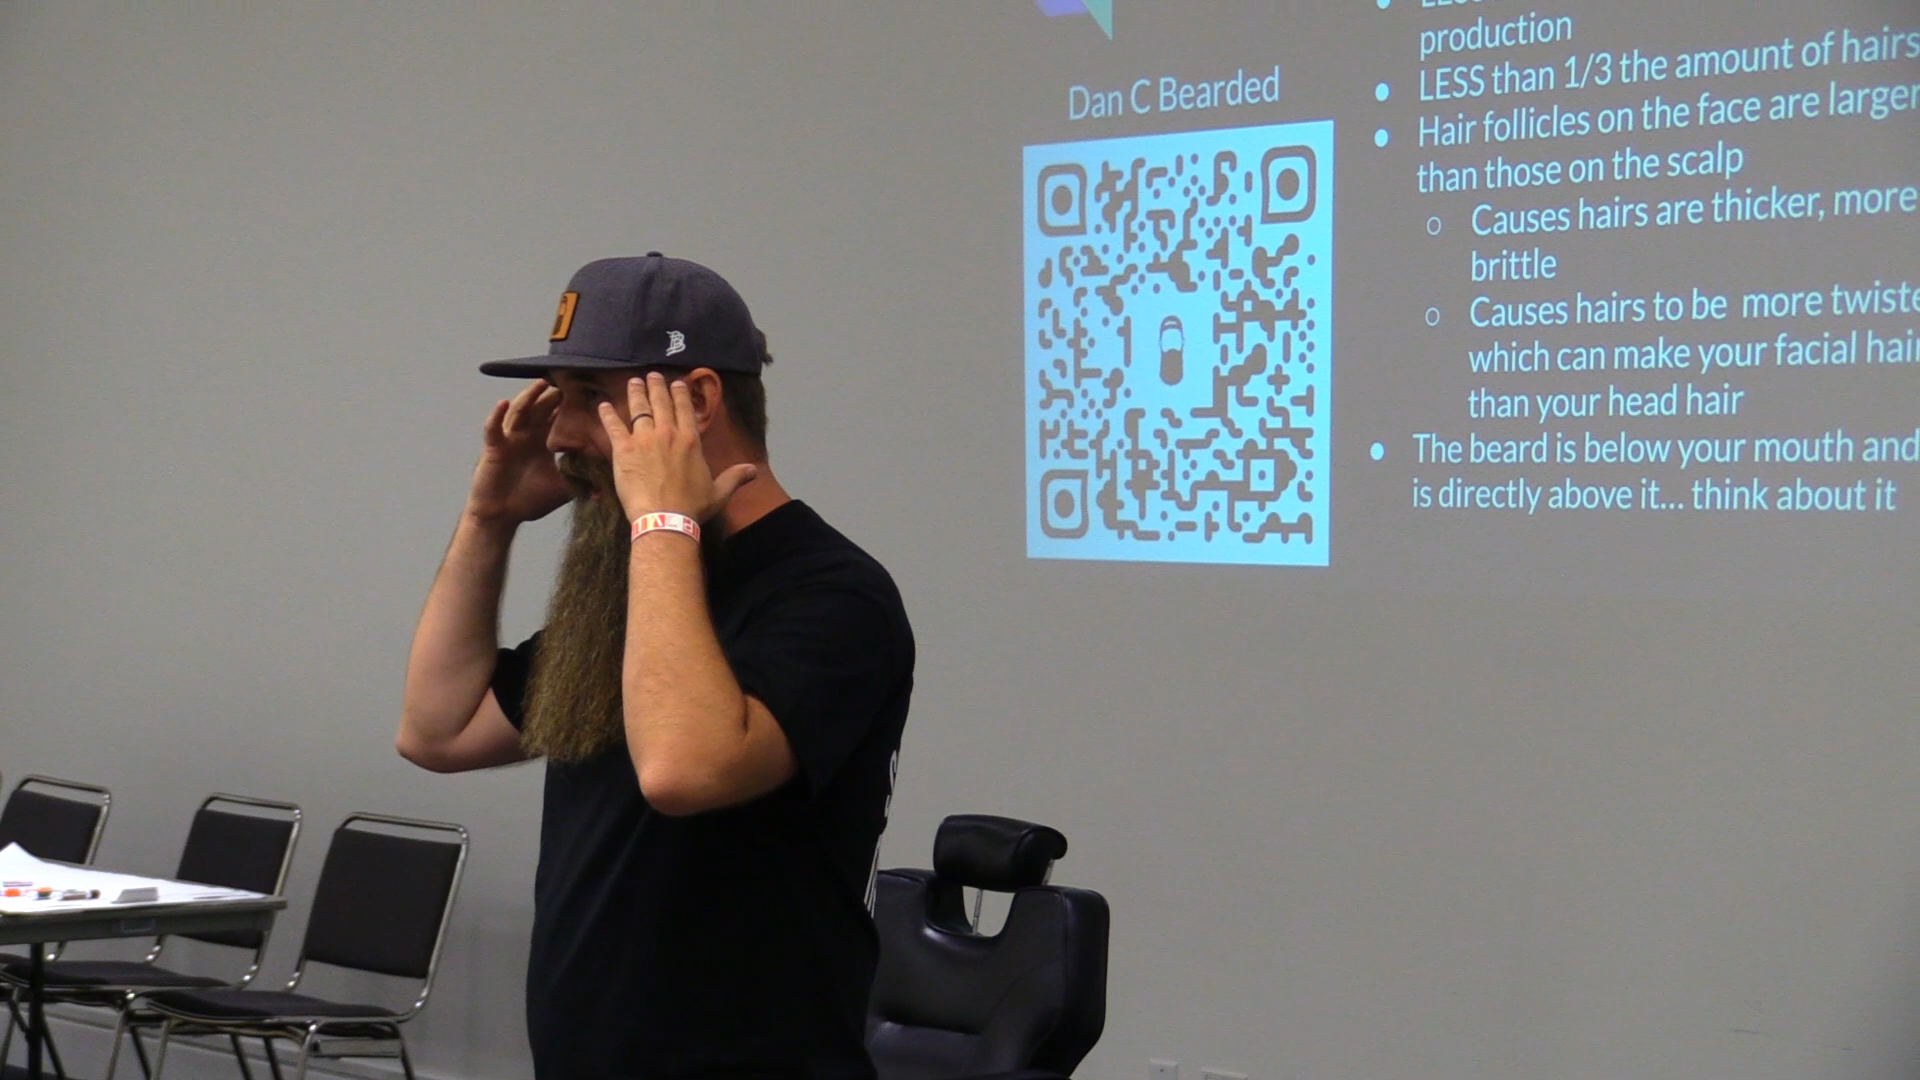 Dan C Bearded
production
LESS than 1/3 the amount of hairs
Hair follicles on the face are larger
than those on the scalp
Causes hairs are thicker, more
brittle
Causes hairs to be more
which can make your facial hair
than your head hair
The beard is below your mouth and
is directly above it... think about it
B